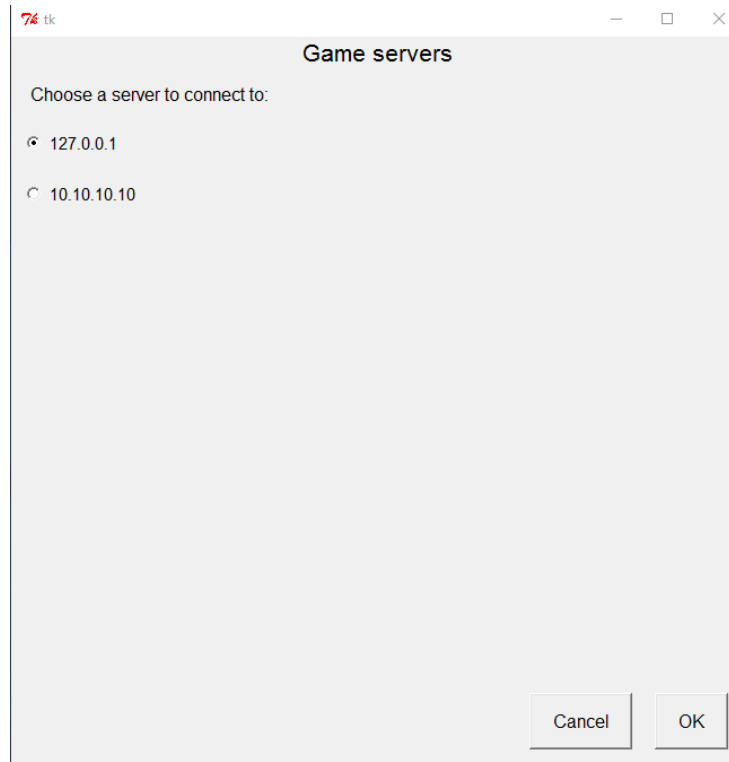 tk
Game servers
Choose a server to connect to:
127.0.0.1
10.10.10.10
Cancel OK